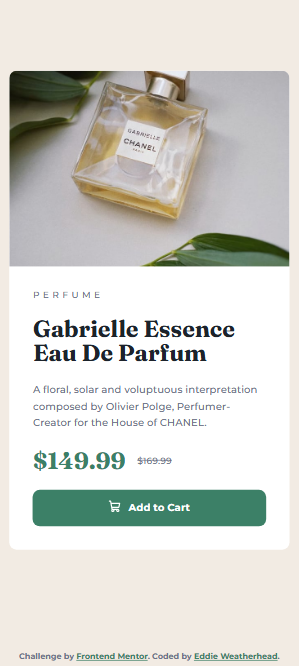 GABRIELLE
CHANEL
PARIS
PERFUME
Gabrielle Essence
Eau De Parfum
A floral, solar and voluptuous interpretation
composed by Olivier Polge, Perfumer-
Creator for the House of CHANEL.
$149.99 $169.99
Add to Cart
Challenge by Frontend Mentor. Coded by Eddie Weatherhead.